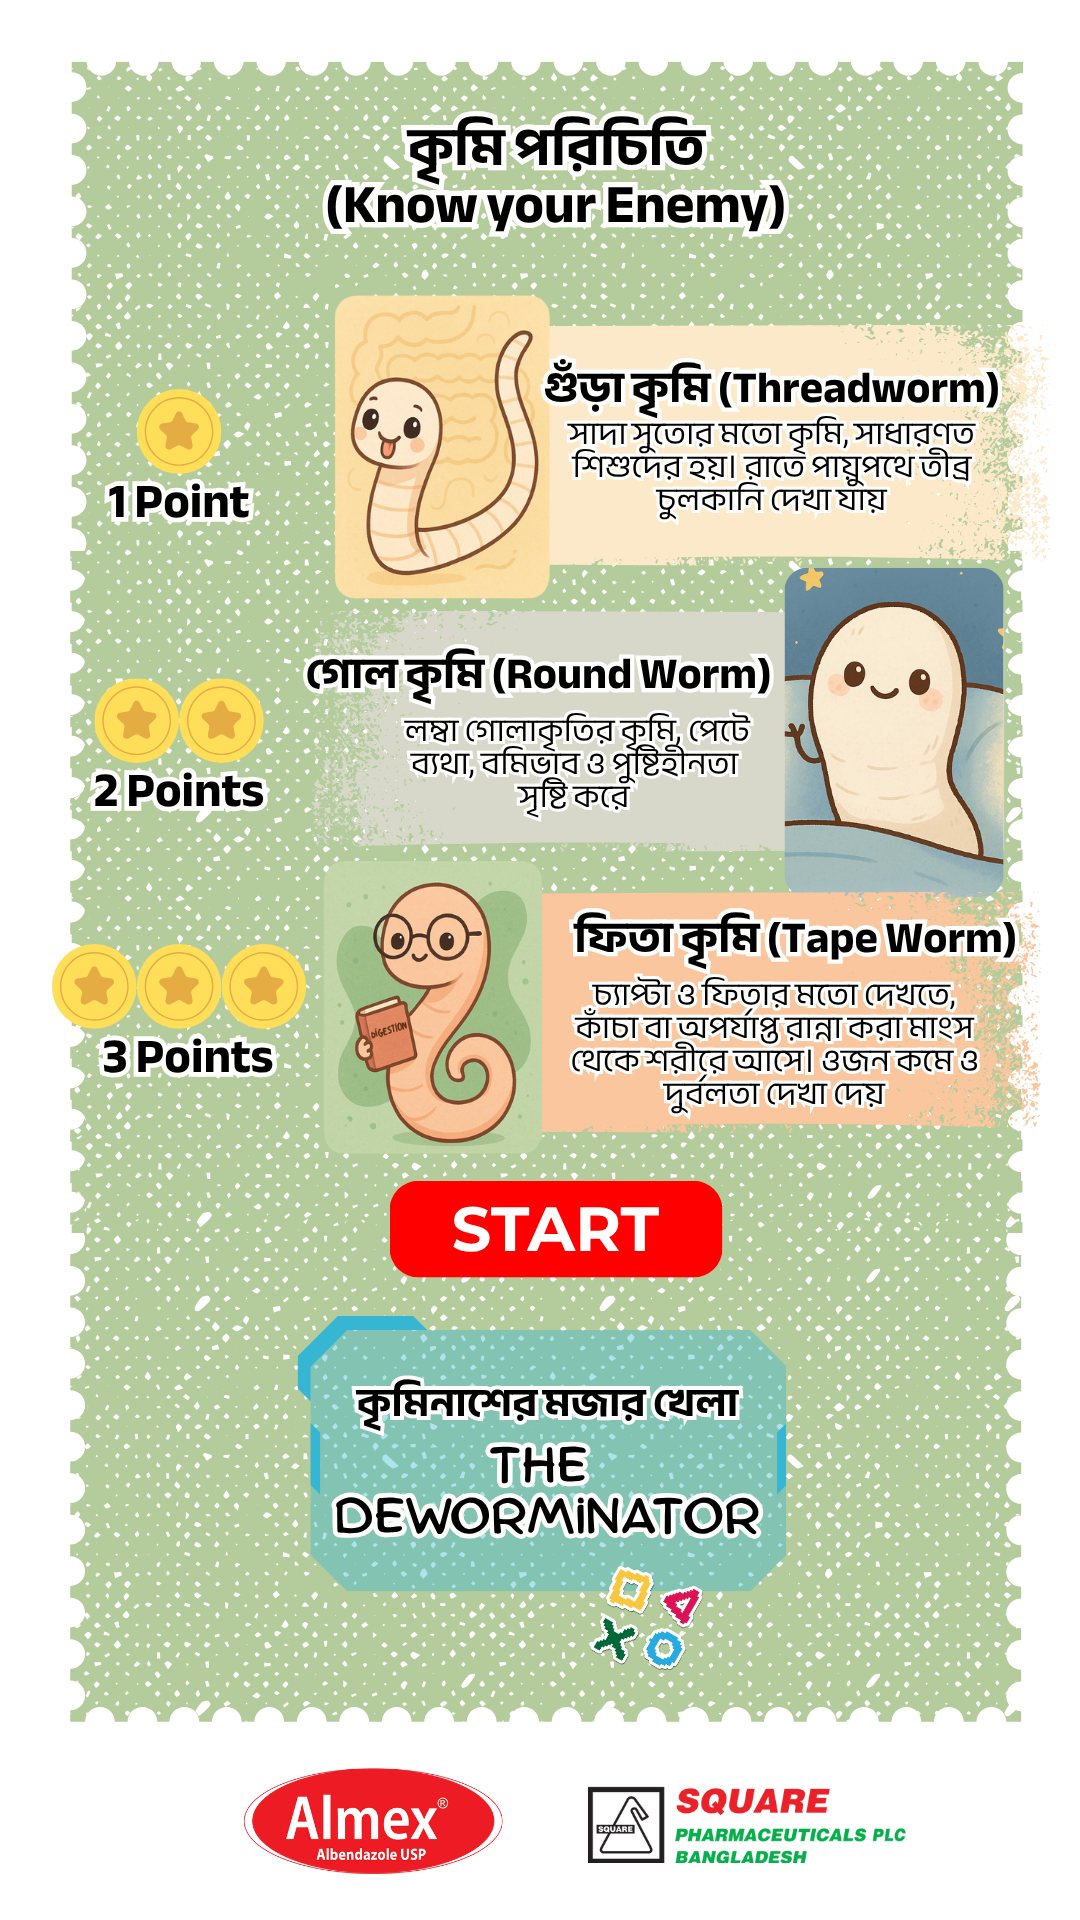 কৃমি পরিচিতি
(Know your Enemy)
1 Point
গুঁড়া কৃমি (Threadworm)
সাদা সুতোর মতো কৃমি, সাধারণত
শিশুদের হয়। রাতে পায়ুপথে তীব্র
চুলকানি দেখা যায়
2 Points
গোল কৃমি (Round Worm)
লম্বা গোলাকৃতির কৃমি, পেটে
ব্যথা, বমিভাব ও পুষ্টিহীনতা
সৃষ্টি করে
3 Points
DIGESTION
ফিতা কৃমি (Tape Worm)
চ্যাপ্টা ও ফিতার মতো দেখতে,
কাঁচা বা অপর্যাপ্ত রান্না করা মাংস
থেকে শরীরে আসে। ওজন কমে ও
দুর্বলতা দেখা দেয়
START
কৃমিনাশের মজার খেলা
THE
DEWORMiNATOR
Almex®
Albendazole USP
SQUARE
SQUARE
PHARMACEUTICALS PLC
BANGLADESH